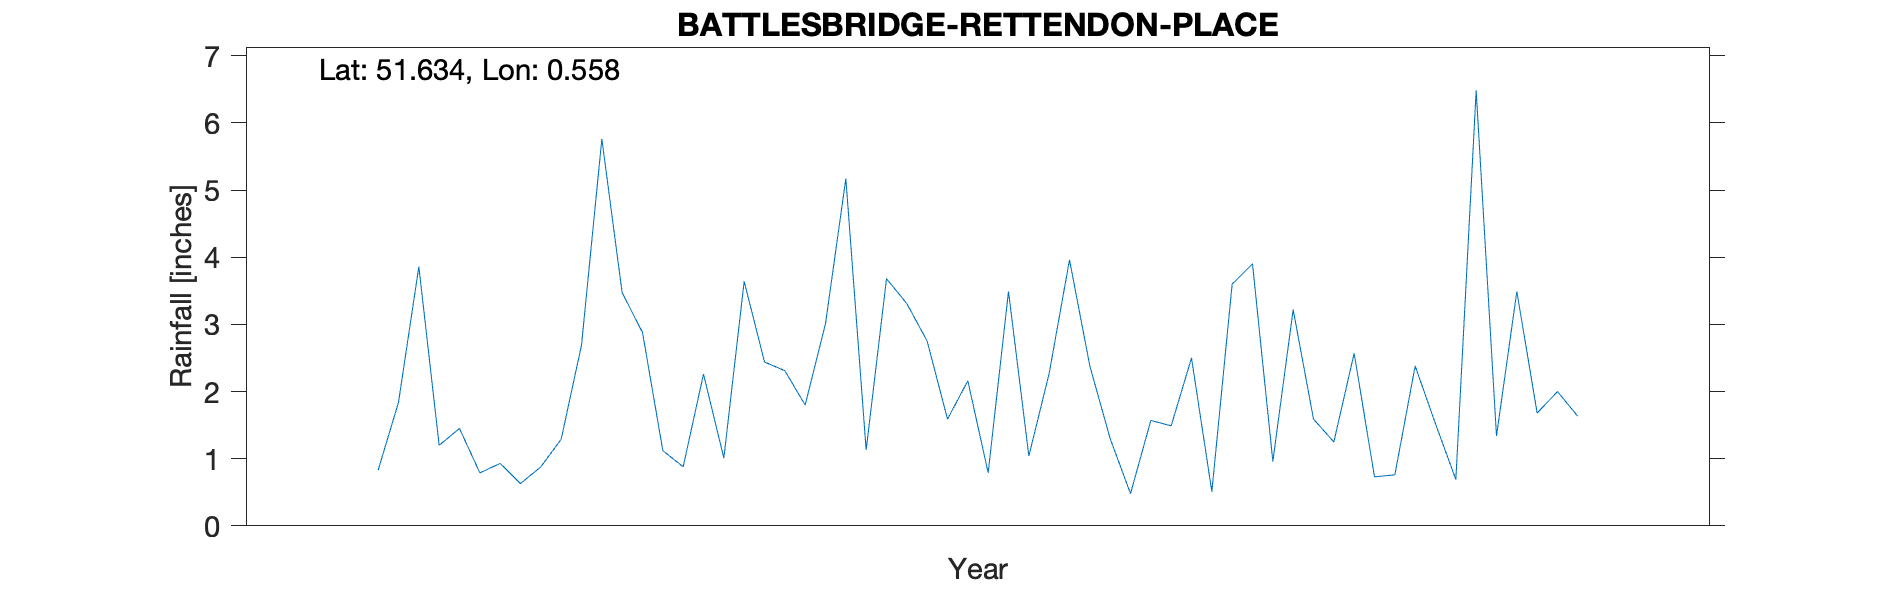 BATTLESBRIDGE-RETTENDON-PLACE
Lat: 51.634, Lon: 0.558
7
6
5
4
3
2
1
0
Rainfall [inches]
Year